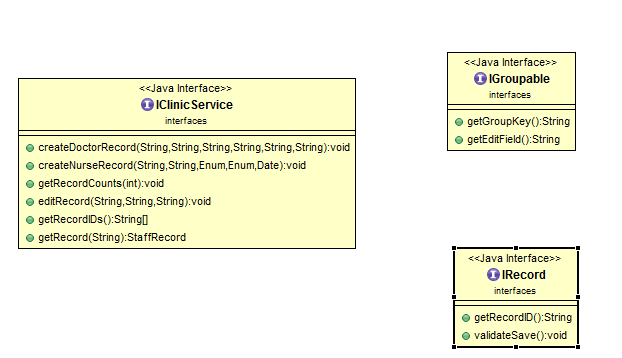 <<Java Interface>>
IClinicService
interfaces
createDoctorRecord(String,String,String,String,String,String):void
createNurseRecord(String,String,Enum,Enum,Date):void
getRecordCounts(int):void
editRecord(String,String,String):void
getRecordIDs():String[]
getRecord(String):StaffRecord
<<Java Interface>>
IGroupable
interfaces
getGroupKey():String
getEditField():String
<<Java Interface>>
IRecord
interfaces
getRecordID():String
validateSave():void